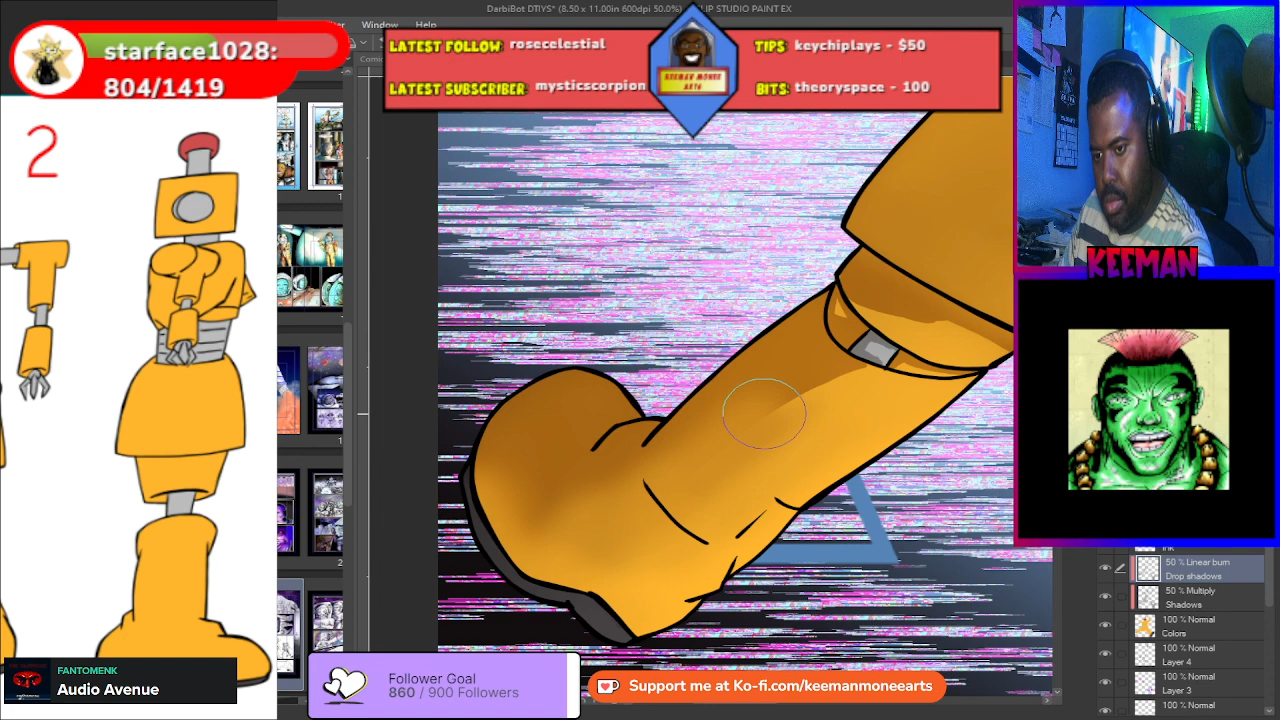 DarbiBot DTIYS* (8.50 x 11.00in 600dpi 50.0%)
Window Help
starface1028:
804/1419
LATEST FOLLOW: rosecelestial
LATEST SUBSCRIBER: mysticscorpion
KEEMAN MONEE
ARTS
TIPS: keychiplays - $50
BITS: theoryspace - 100
2
KEEMAN
50 % Linear burn
Drop shadows
50 % Multiply
Shadows
100 % Normal
Colors
100 % Normal
Layer 4
100 % Normal
Layer 3
100 % Normal
FANTOMENK
Audio Avenue
Follower Goal
860 / 900 Followers
Support me at Ko-fi.com/keemanmoneearts